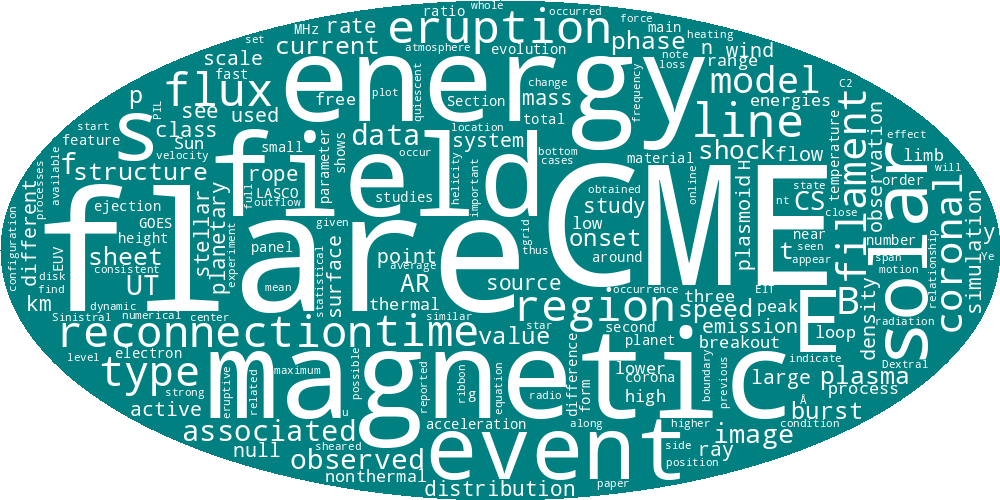 whole
ratio
occurred
MHz
rate
eruption
force
main
heating
set
current
atmosphere
evolution
phase
n
wind
note
loss
scale
fast
flux
energy
range
model
C2
p
PIL
see
used
free
plot
quiescent
Section
mass
change
frequency
energies
start
feature
class
s
data
location
system
total
line
Sun
velocity
small
parameter
shows
occur
bottom
cases
material
shock
flow
temperature
observation
effect
limb
will
processes
available
f
structure
field
rope
full
LASCO
outflow
studies
helicity
important
obtained
online
H
plasmoid
state
nt
CS
close
filament
order
solar
coronal
different
configuration
ejection
GOES
height
stellar
planetary
experiment
flare
given
grid
thus
low
study
onset
around
CME
near
seen
t
appear
number
relationship
y
EUV
sheet
consistent
panel
statistical
surface
point
average
span
motion
Ye
disk
find
km
UT
dynamic
mean
AR
source
occurrence
EIT
E
B
density
radiation
simulation
Sinistral
numerical
center
thermal
similar
region
three
speed
peak
reconnection
time
value
star
second
planet
emission
breakout
loop
level
electron
type
strong
eruptive
related
maximum
possible
magnetic
reported
ribbon
equation
radio
difference
form
lower
corona
high
boundary
previous
indicate
large
Å
Dextral
plasma
process
active
u
acceleration
along
higher
condition
burst
associated
sheared
null
observed
event
side
position
ray
image
nonthermal
distribution
paper